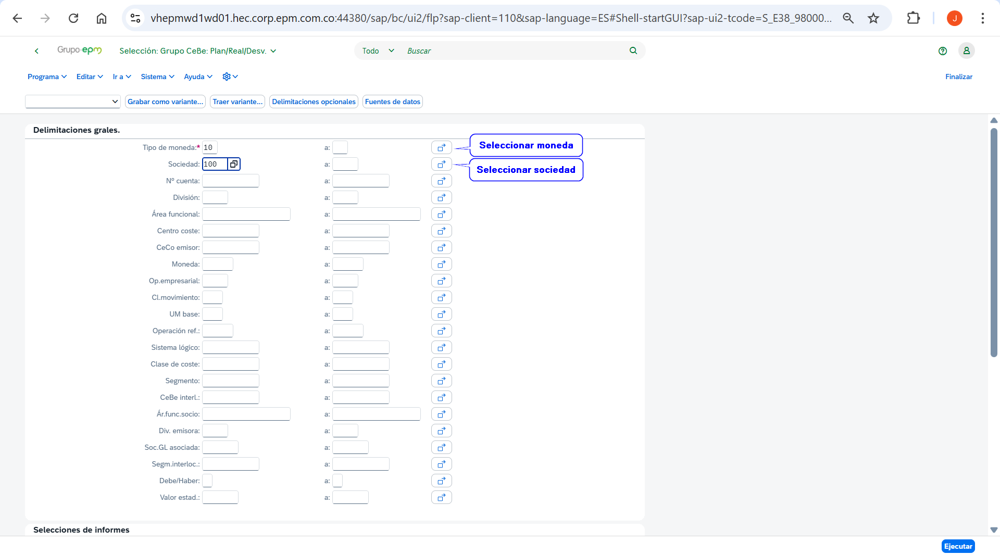 vhepmwd1wd01.hec.corp.epm.com.co:44380/sap/bc/ui2/flp?sap-client=110&sap-language=ES#Shell-startGUI?sap-ui2-tcode=S_E38_98000...
J
Grupo·epm
Selección: Grupo CeBe: Plan/Real/Desv.
Todo
Buscar
Programa
Editar
Ir a
Sistema
Ayuda
Finalizar
Grabar como variante...
Traer variante...
Delimitaciones opcionales
Fuentes de datos
Delimitaciones grales.
Tipo de moneda:* 10 a:
Seleccionar moneda
Sociedad: 100 a:
Seleccionar sociedad
Nº cuenta: a:
División: a:
Área funcional: a:
Centro coste: a:
CeCo emisor: a:
Moneda: a:
Op.empresarial: a:
Cl.movimiento: a:
UM base: a:
Operación ref.: a:
Sistema lógico: a:
Clase de coste: a:
Segmento: a:
CeBe interl.: a:
Ár.func.socio: a:
Div. emisora: a:
Soc.GL asociada: a:
Segm.interloc.: a:
Debe/Haber: a:
Valor estad.: a:
Selecciones de informes
Ejecutar